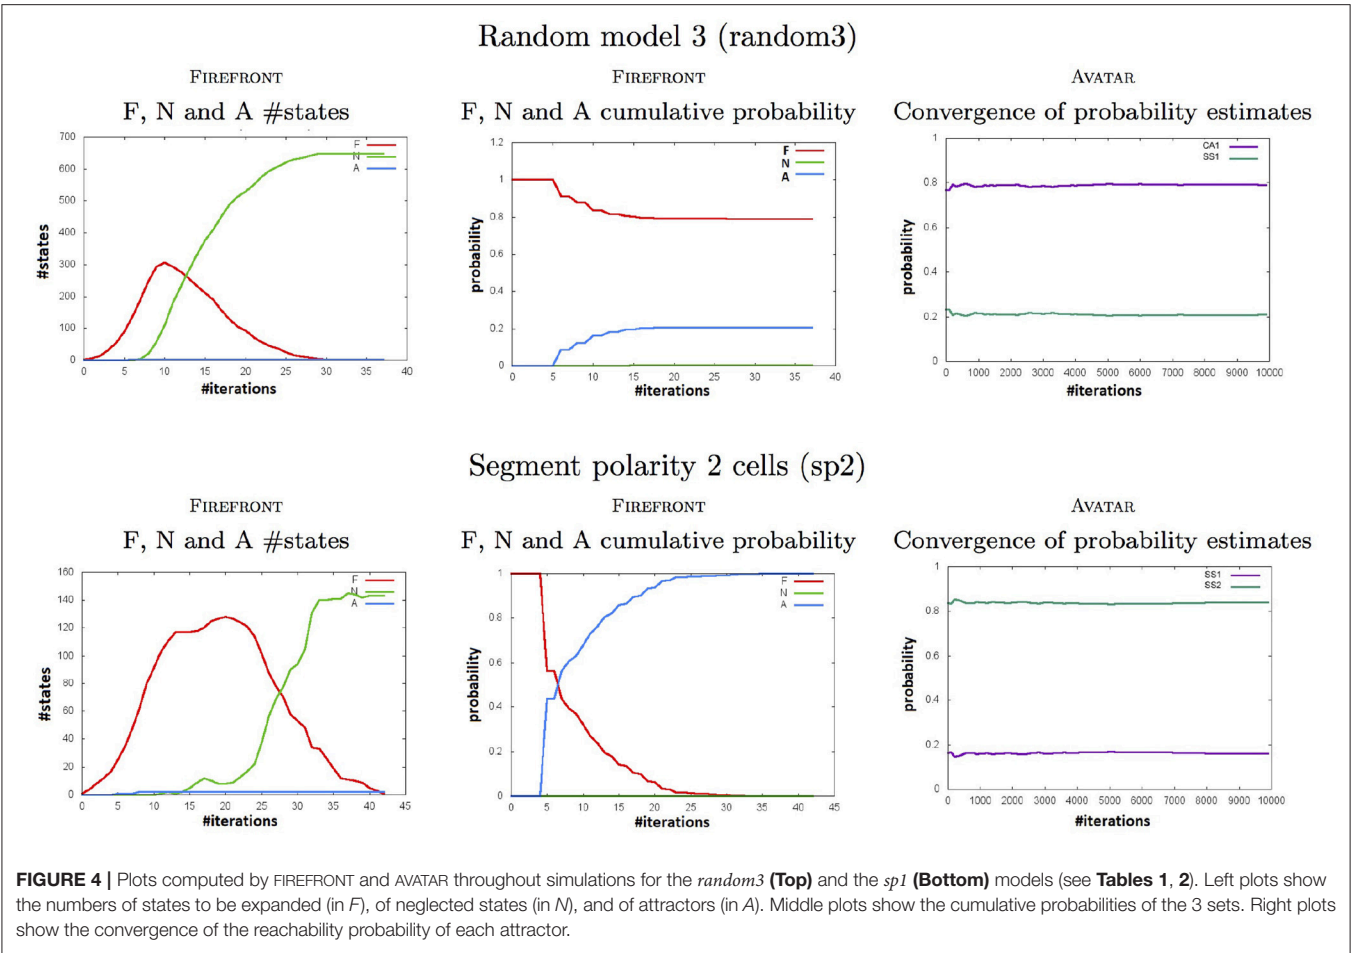 Random model 3 (random3)
FIREFRONT
F, N and A #states
700
600
500
400
300
200
100
0
0 5 10 15 20 25 30 35 40
#states
#iterations
F
N
A
FIREFRONT
F, N and A cumulative probability
1.2
1
0.8
0.6
0.4
0.2
0
0 5 10 15 20 25 30 35 40
probability
#iterations
F
N
A
AVATAR
Convergence of probability estimates
1
0.8
0.6
0.4
0.2
0
0 1000 2000 3000 4000 5000 6000 7000 8000 9000 10000
probability
#iterations
CA1
SS1
Segment polarity 2 cells (sp2)
FIREFRONT
F, N and A #states
160
140
120
100
80
60
40
20
0
0 5 10 15 20 25 30 35 40 45
#states
#iterations
F
N
A
FIREFRONT
F, N and A cumulative probability
1
0.8
0.6
0.4
0.2
0
0 5 10 15 20 25 30 35 40 45
probability
#iterations
F
N
A
AVATAR
Convergence of probability estimates
1
0.8
0.6
0.4
0.2
0
0 1000 2000 3000 4000 5000 6000 7000 8000 9000 10000
probability
#iterations
SS1
SS2
FIGURE 4 | Plots computed by FIREFRONT and AVATAR throughout simulations for the random3 (Top) and the sp1 (Bottom) models (see Tables 1, 2). Left plots show
the numbers of states to be expanded (in F), of neglected states (in N), and of attractors (in A). Middle plots show the cumulative probabilities of the 3 sets. Right plots
show the convergence of the reachability probability of each attractor.